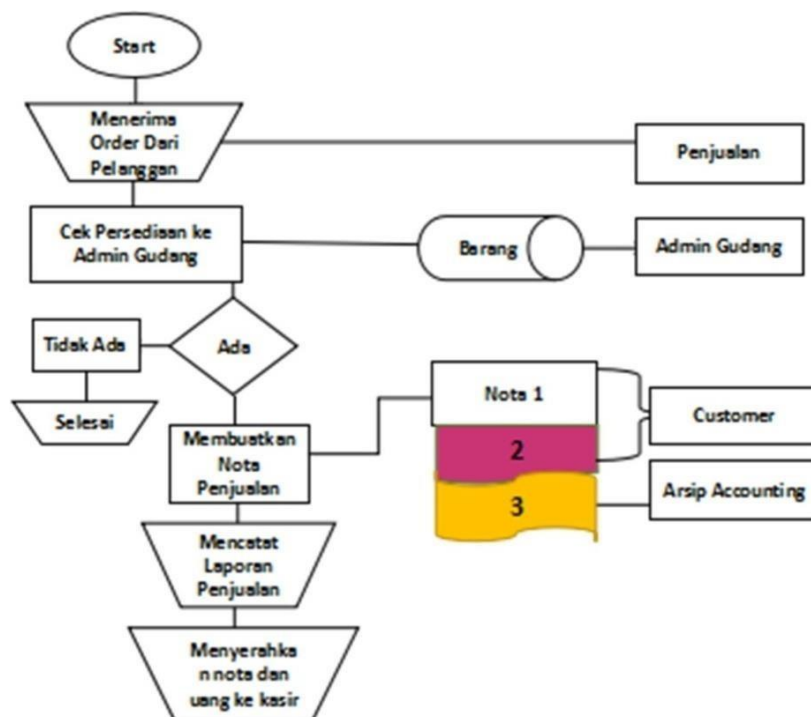 Start
Menerima
Order Dari
Pelanggan
Penjualan
Cek Persediaan ke
Admin Gudang
Barang
Admin Gudang
Tidak Ada
Ada
Selesai
Membuatkan
Nota
Penjualan
Nota 1
2
3
Customer
Arsip Accounting
Mencatat
Laporan
Penjualan
Menyerahka
n nota dan
uang ke kasir